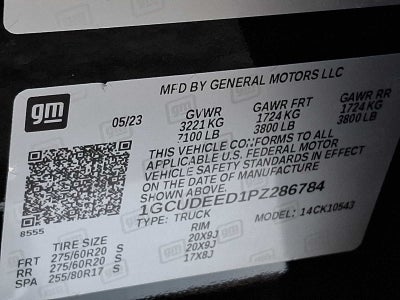 MFD BY GENERAL MOTORS LLC
gm
05/23 GVWR GAWR FRT GAWR RR
3221 KG 1724 KG 1724 KG
7100 LB 3800 LB 3800 LB
THIS VEHICLE CONFORMS TO ALL
APPLICABLE U.S. FEDERAL MOTOR
VEHICLE SAFETY STANDARDS IN EFFECT
ON THE DATE OF MANUFACTURE
SHOWN ABOVE.
1GCUDEED1PZ286784
TYPE: TRUCK MODEL: 14CK10543
8555
TIRE SIZE RIM
FRT 275/60R20 S 20X9J
RR 275/60R20 S 20X9J
SPA 255/80R17 S 17X8J